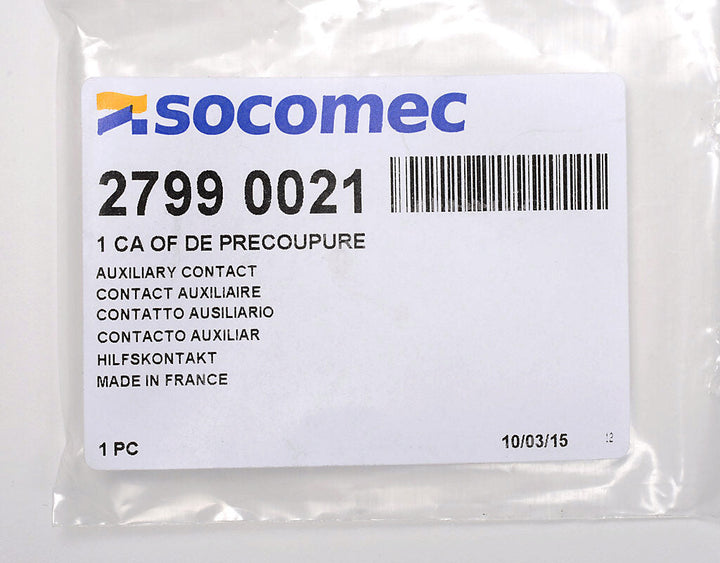 socomec
2799 0021
1 CA OF DE PRECOUPURE
AUXILIARY CONTACT
CONTACT AUXILIAIRE
CONTATTO AUSILIARIO
CONTACTO AUXILIAR
HILFSKONTAKT
MADE IN FRANCE
1 PC
10/03/15